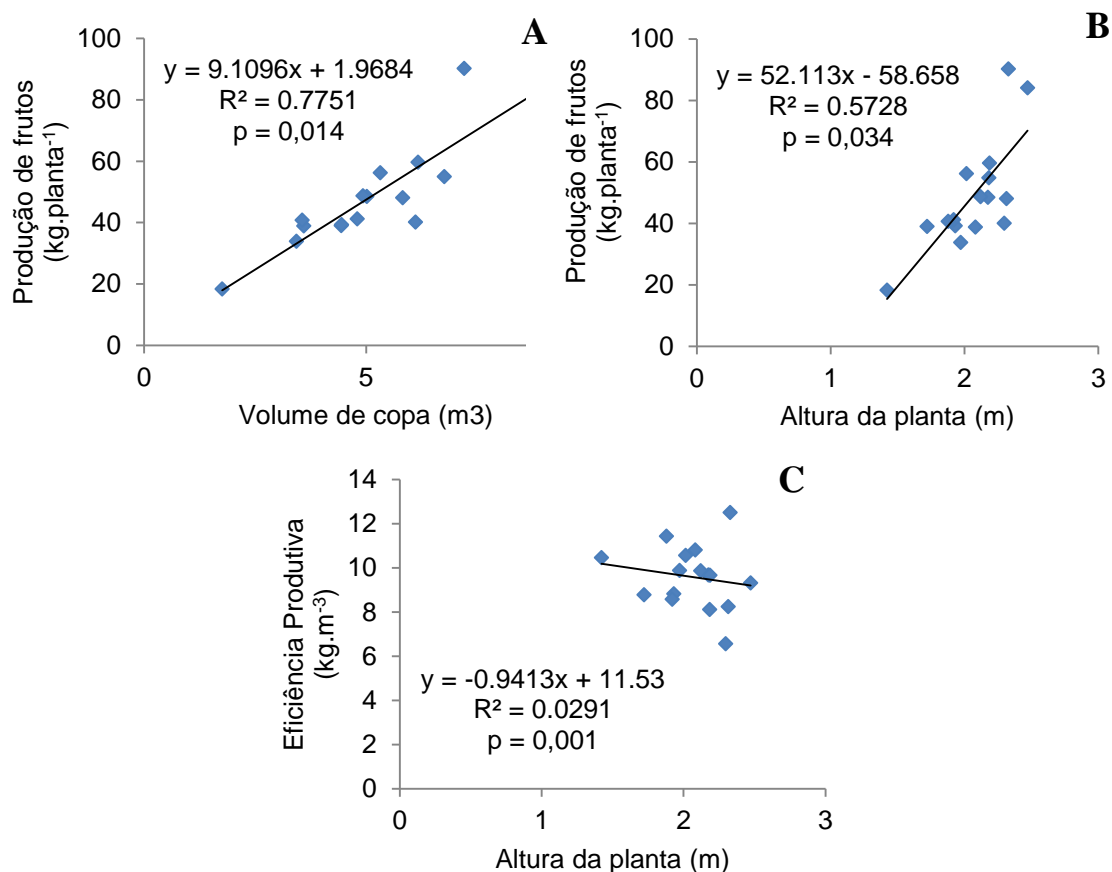 A
y = 9.1096x + 1.9684
R² = 0.7751
p = 0,014
Produção de frutos
(kg.planta⁻¹)
100
80
60
40
20
0
0
5
Volume de copa (m3)
B
y = 52.113x - 58.658
R² = 0.5728
p = 0,034
Produção de frutos
(kg.planta⁻¹)
100
80
60
40
20
0
0
1
2
3
Altura da planta (m)
C
Eficiência Produtiva
(kg.m⁻³)
14
12
10
8
6
4
2
0
y = -0.9413x + 11.53
R² = 0.0291
p = 0,001
0
1
2
3
Altura da planta (m)